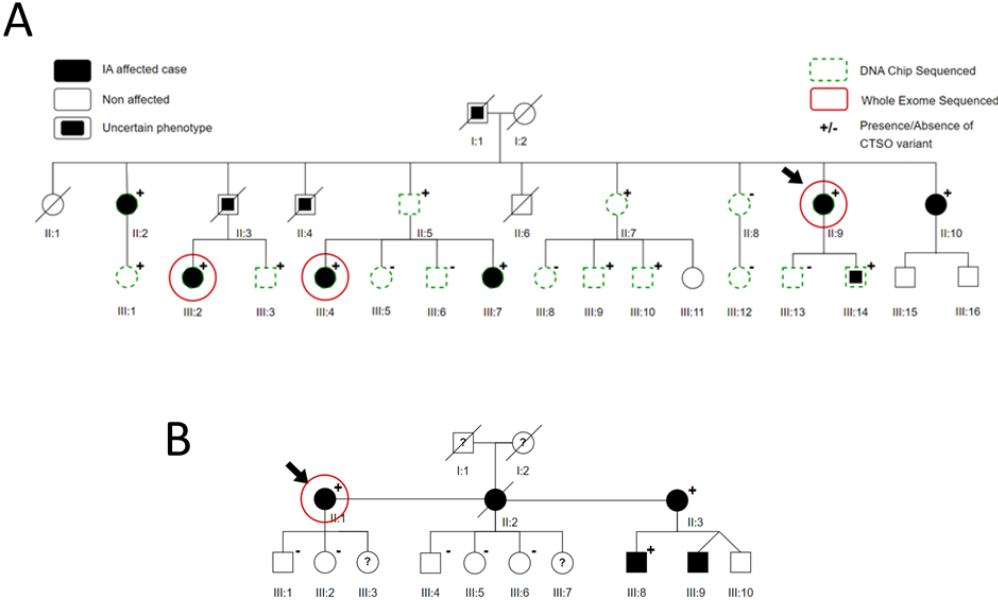 A
IA affected case
Non affected
Uncertain phenotype
DNA Chip Sequenced
Whole Exome Sequenced
+/- Presence/Absence of
CTSO variant
I:1 I:2
+ + + - + +
II:1 II:2 II:3 II:4 II:5 II:6 II:7 II:8 II:9 II:10
+ + + + - - + - + + - - +
III:1 III:2 III:3 III:4 III:5 III:6 III:7 III:8 III:9 III:10 III:11 III:12 III:13 III:14 III:15 III:16
B
? ?
I:1 I:2
+ +
II:1 II:2 II:3
- - ? - - - ? +
III:1 III:2 III:3 III:4 III:5 III:6 III:7 III:8 III:9 III:10